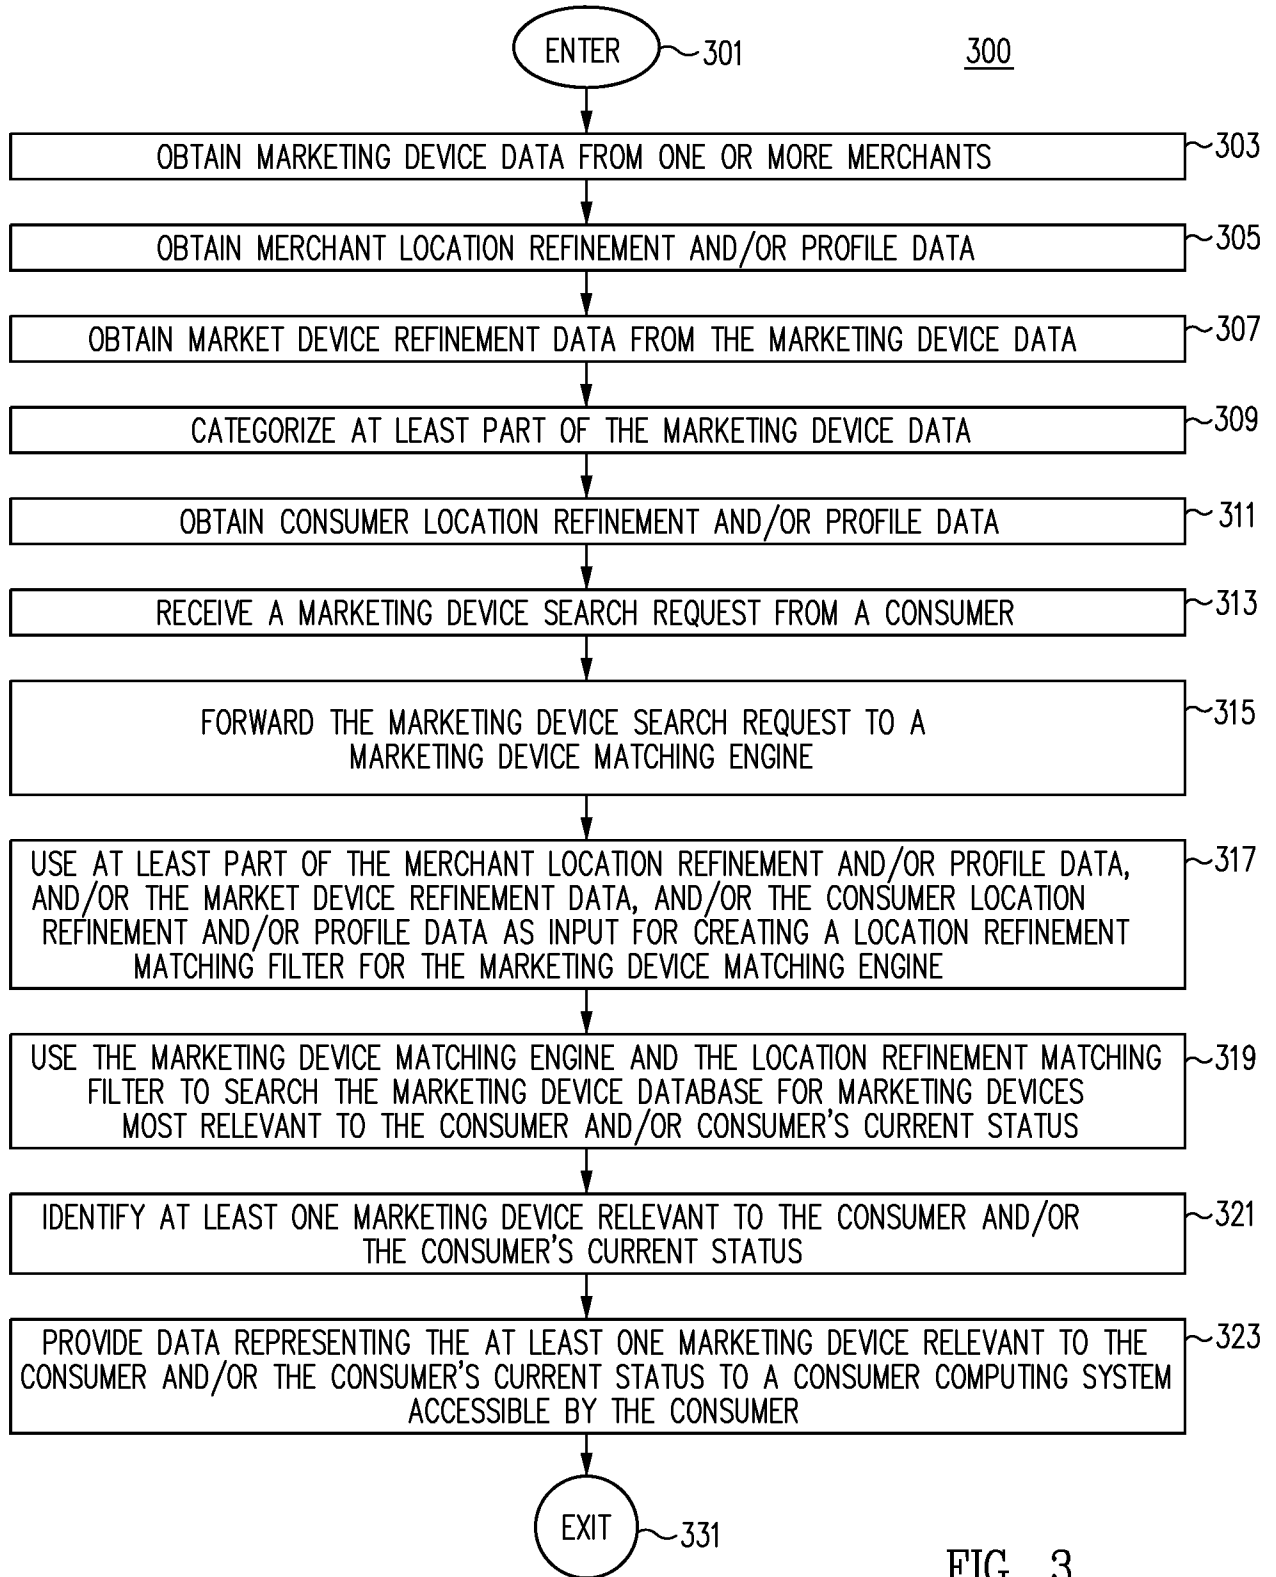 ENTER 301 300
OBTAIN MARKETING DEVICE DATA FROM ONE OR MORE MERCHANTS 303
OBTAIN MERCHANT LOCATION REFINEMENT AND/OR PROFILE DATA 305
OBTAIN MARKET DEVICE REFINEMENT DATA FROM THE MARKETING DEVICE DATA 307
CATEGORIZE AT LEAST PART OF THE MARKETING DEVICE DATA 309
OBTAIN CONSUMER LOCATION REFINEMENT AND/OR PROFILE DATA 311
RECEIVE A MARKETING DEVICE SEARCH REQUEST FROM A CONSUMER 313
FORWARD THE MARKETING DEVICE SEARCH REQUEST TO A 315
MARKETING DEVICE MATCHING ENGINE
USE AT LEAST PART OF THE MERCHANT LOCATION REFINEMENT AND/OR PROFILE DATA, 317
AND/OR THE MARKET DEVICE REFINEMENT DATA, AND/OR THE CONSUMER LOCATION
REFINEMENT AND/OR PROFILE DATA AS INPUT FOR CREATING A LOCATION REFINEMENT
MATCHING FILTER FOR THE MARKETING DEVICE MATCHING ENGINE
USE THE MARKETING DEVICE MATCHING ENGINE AND THE LOCATION REFINEMENT MATCHING 319
FILTER TO SEARCH THE MARKETING DEVICE DATABASE FOR MARKETING DEVICES
MOST RELEVANT TO THE CONSUMER AND/OR CONSUMER'S CURRENT STATUS
IDENTIFY AT LEAST ONE MARKETING DEVICE RELEVANT TO THE CONSUMER AND/OR 321
THE CONSUMER'S CURRENT STATUS
PROVIDE DATA REPRESENTING THE AT LEAST ONE MARKETING DEVICE RELEVANT TO THE 323
CONSUMER AND/OR THE CONSUMER'S CURRENT STATUS TO A CONSUMER COMPUTING SYSTEM
ACCESSIBLE BY THE CONSUMER
EXIT 331
FIG. 3